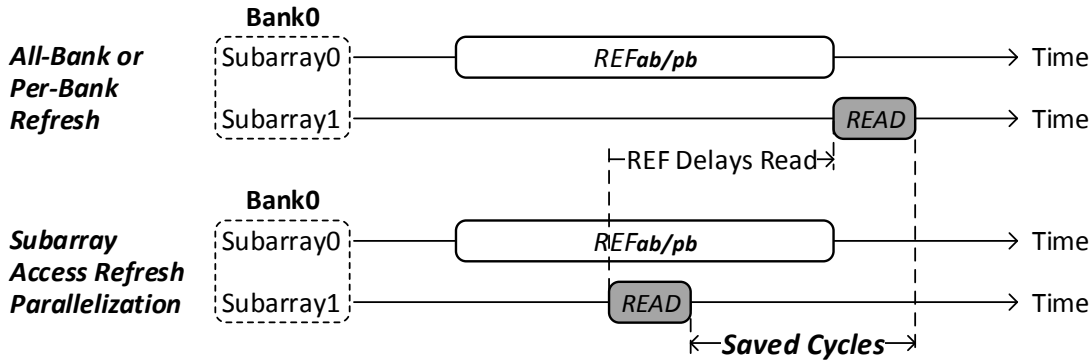 Bank0
All-Bank or
Per-Bank
Refresh
Subarray0
REFab/pb
Time
Subarray1
READ
Time
REF Delays Read
Bank0
Subarray
Access Refresh
Parallelization
Subarray0
REFab/pb
Time
Subarray1
READ
Time
Saved Cycles